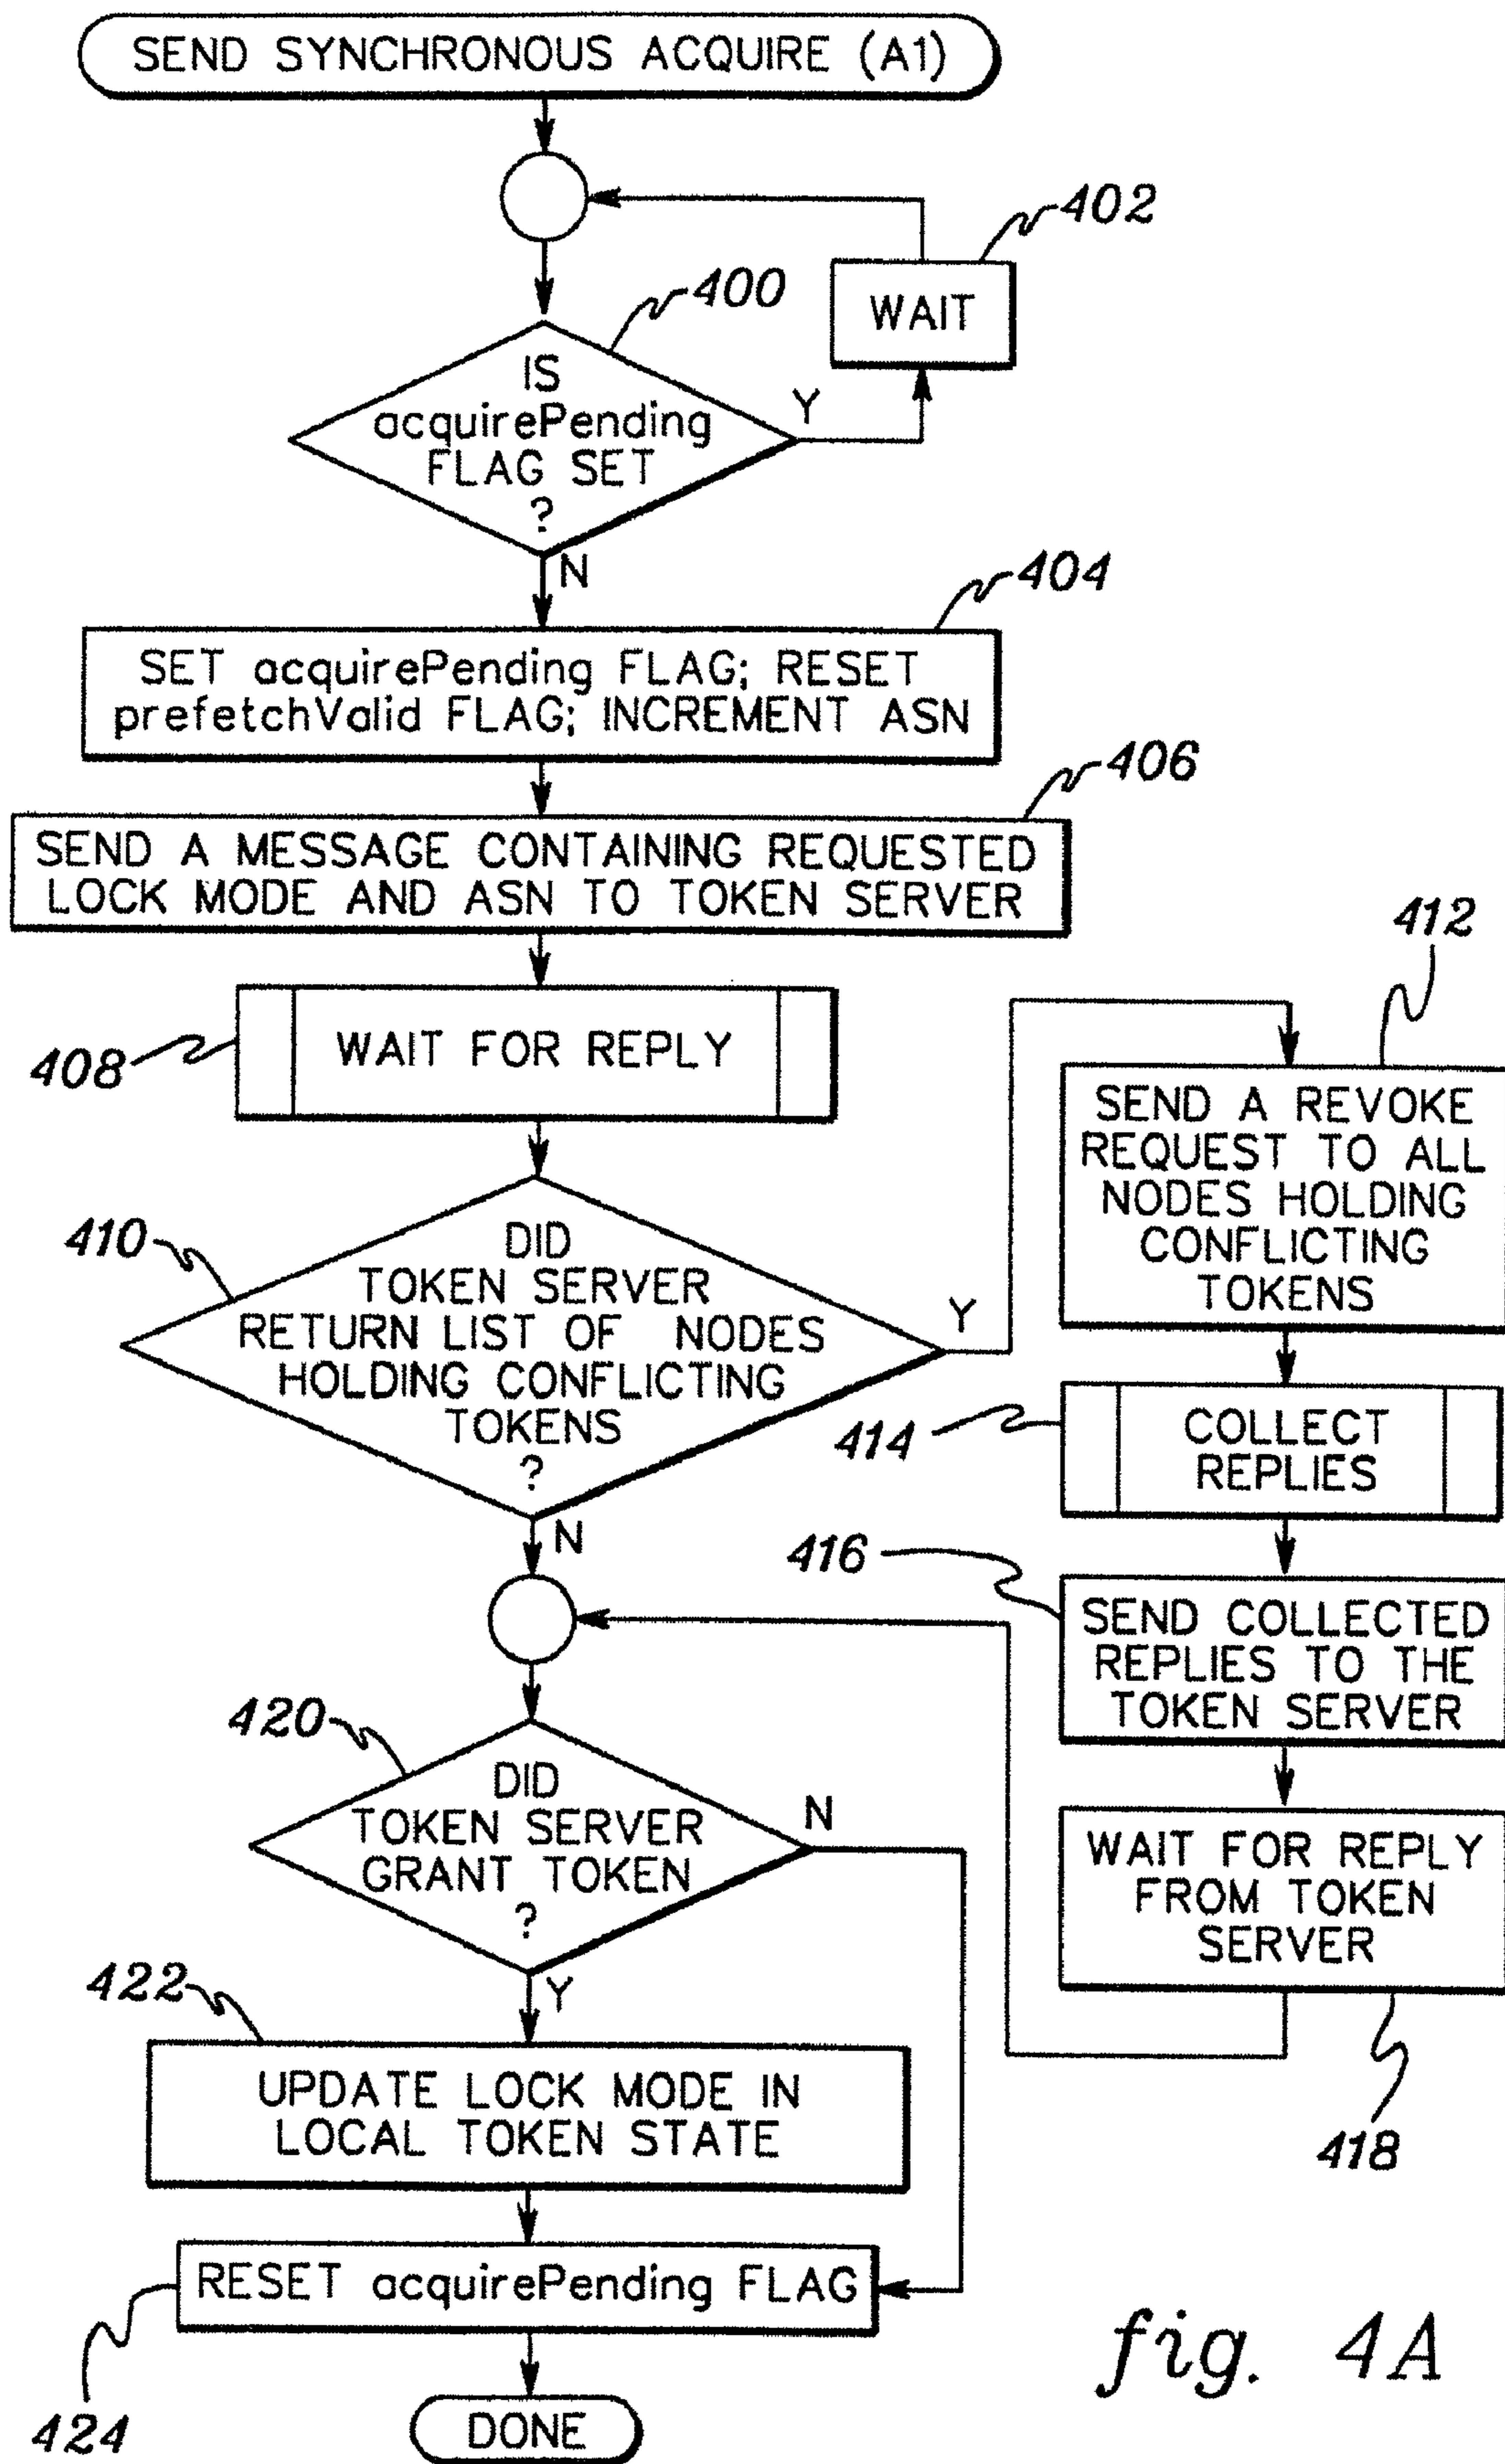 SEND SYNCHRONOUS ACQUIRE (A1)
402
WAIT
400
IS
acquirePending
FLAG SET
?
Y
N
404
SET acquirePending FLAG; RESET
prefetchValid FLAG; INCREMENT ASN
406
SEND A MESSAGE CONTAINING REQUESTED
LOCK MODE AND ASN TO TOKEN SERVER
408
WAIT FOR REPLY
410
DID
TOKEN SERVER
RETURN LIST OF NODES
HOLDING CONFLICTING
TOKENS
?
Y
N
412
SEND A REVOKE
REQUEST TO ALL
NODES HOLDING
CONFLICTING
TOKENS
414
COLLECT
REPLIES
416
SEND COLLECTED
REPLIES TO THE
TOKEN SERVER
WAIT FOR REPLY
FROM TOKEN
SERVER
418
420
DID
TOKEN SERVER
GRANT TOKEN
?
N
Y
422
UPDATE LOCK MODE IN
LOCAL TOKEN STATE
RESET acquirePending FLAG
424
DONE
fig. 4A